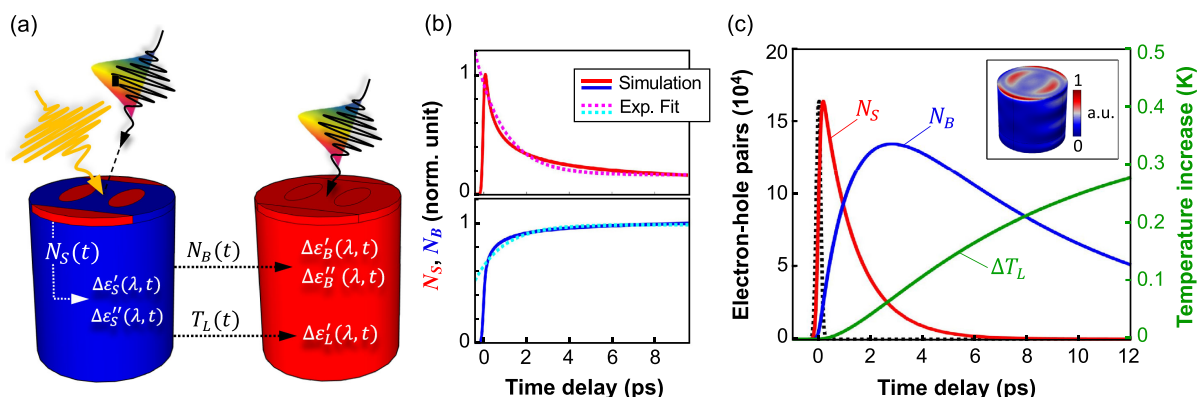 (a)
N_S(t)
Δε′_S(λ, t)
Δε″_S(λ, t)
N_B(t)
T_L(t)
Δε′_B(λ, t)
Δε″_B(λ, t)
Δε′_L(λ, t)
(b)
N_S, N_B (norm. unit)
1
0
1
0
Simulation
Exp. Fit
0 2 4 6 8
Time delay (ps)
(c)
Electron-hole pairs (10⁴)
20
15
10
5
0
N_S
N_B
ΔT_L
1
a.u.
0
0.5
0.4
0.3
0.2
0.1
0
Temperature increase (K)
0 2 4 6 8 10 12
Time delay (ps)